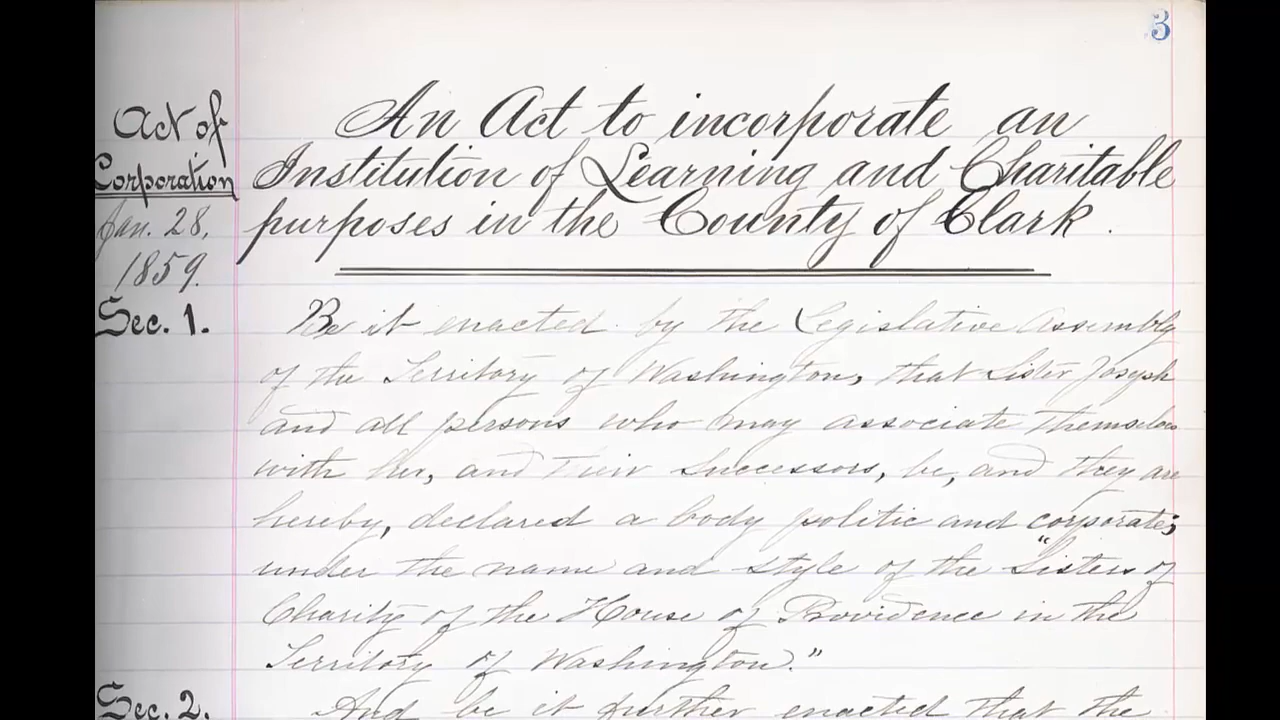 3
Act of
Corporation
Jan. 28,
1859.
An Act to incorporate an
Institution of Learning and Charitable
purposes in the County of Clark.
Sec. 1.
Be it enacted by the Legislative Assembly
of the Territory of Washington, that Sister Joseph
and all persons who may associate themselves
with her, and their successors, be, and they are
hereby, declared a body politic and corporate;
under the name and style of the "Sisters of
Charity of the House of Providence in the
Territory of Washington."
Sec. 2.
And be it further enacted that the